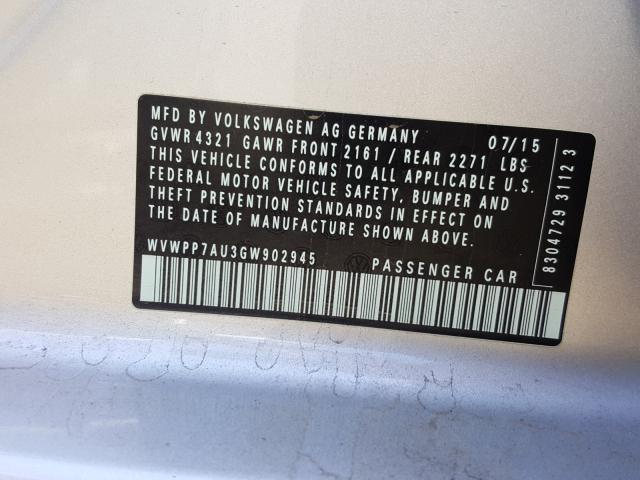 MFD BY VOLKSWAGEN AG GERMANY 07/15
GVWR 4321 GAWR FRONT 2161 / REAR 2271 LBS
THIS VEHICLE CONFORMS TO ALL APPLICABLE U.S.
FEDERAL MOTOR VEHICLE SAFETY, BUMPER AND
THEFT PREVENTION STANDARDS IN EFFECT ON
THE DATE OF MANUFACTURE SHOWN ABOVE.
WVWPP7AU3GW902945 PASSENGER CAR
8304729 3112 3